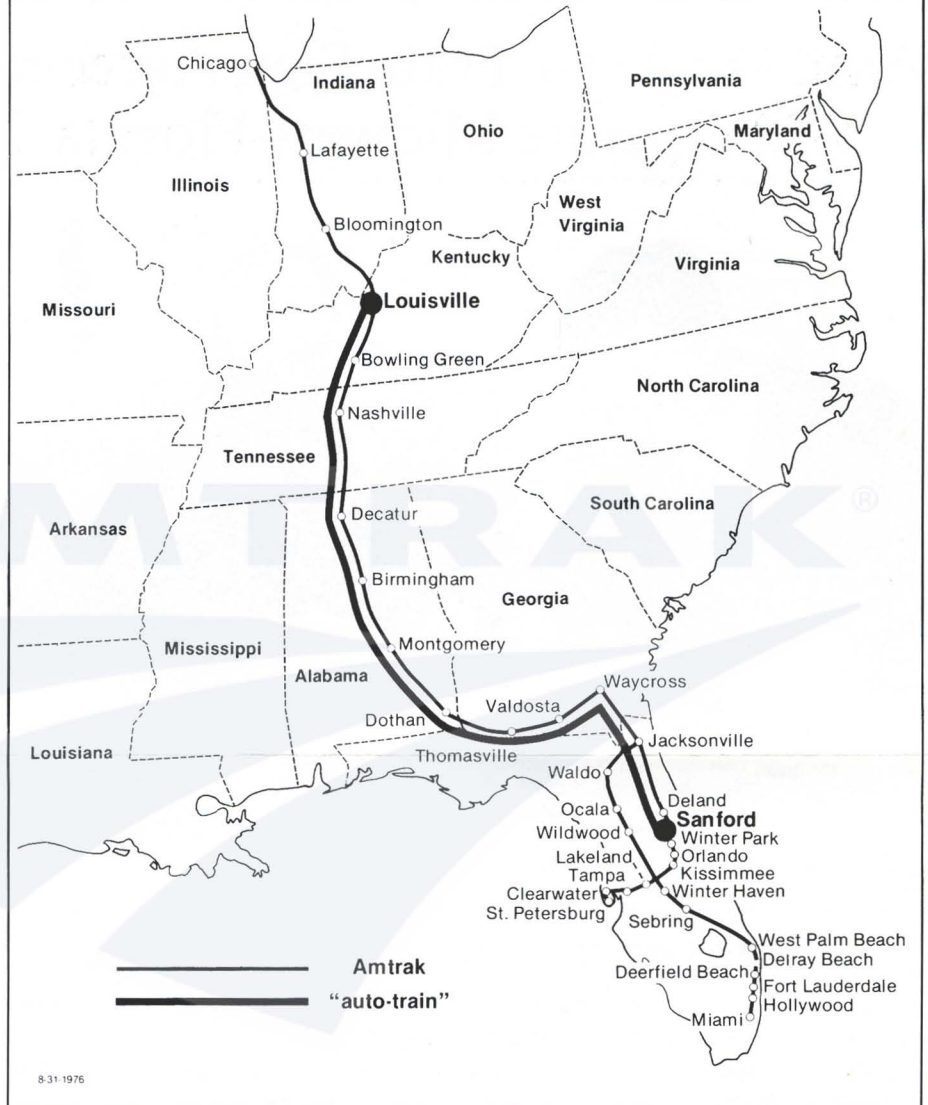 Chicago
Indiana
Pennsylvania
Ohio
Maryland
Lafayette
Illinois
West
Virginia
Bloomington
Kentucky
Virginia
Missouri
Louisville
Bowling Green
North Carolina
Nashville
Tennessee
South Carolina
AMTRAK®
Arkansas
Decatur
Birmingham
Georgia
Mississippi
Montgomery
Alabama
Waycross
Valdosta
Dothan
Jacksonville
Louisiana
Thomasville
Waldo
Deland
Ocala
Sanford
Wildwood
Winter Park
Lakeland
Orlando
Tampa
Kissimmee
Clearwater
Winter Haven
St. Petersburg
Sebring
West Palm Beach
Delray Beach
Amtrak
Deerfield Beach
"auto-train"
Fort Lauderdale
Hollywood
Miami
8-31-1976